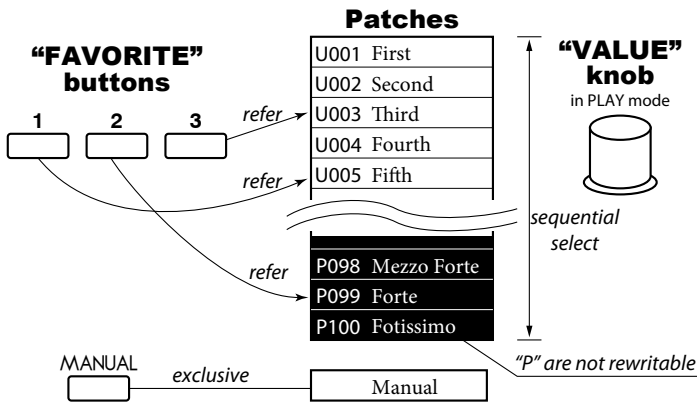 Patches
“FAVORITE”
buttons
1 2 3
refer
refer
refer
U001 First
U002 Second
U003 Third
U004 Fourth
U005 Fifth
P098 Mezzo Forte
P099 Forte
P100 Fotissimo
“VALUE”
knob
in PLAY mode
sequential
select
“P” are not rewritable
MANUAL
exclusive
Manual